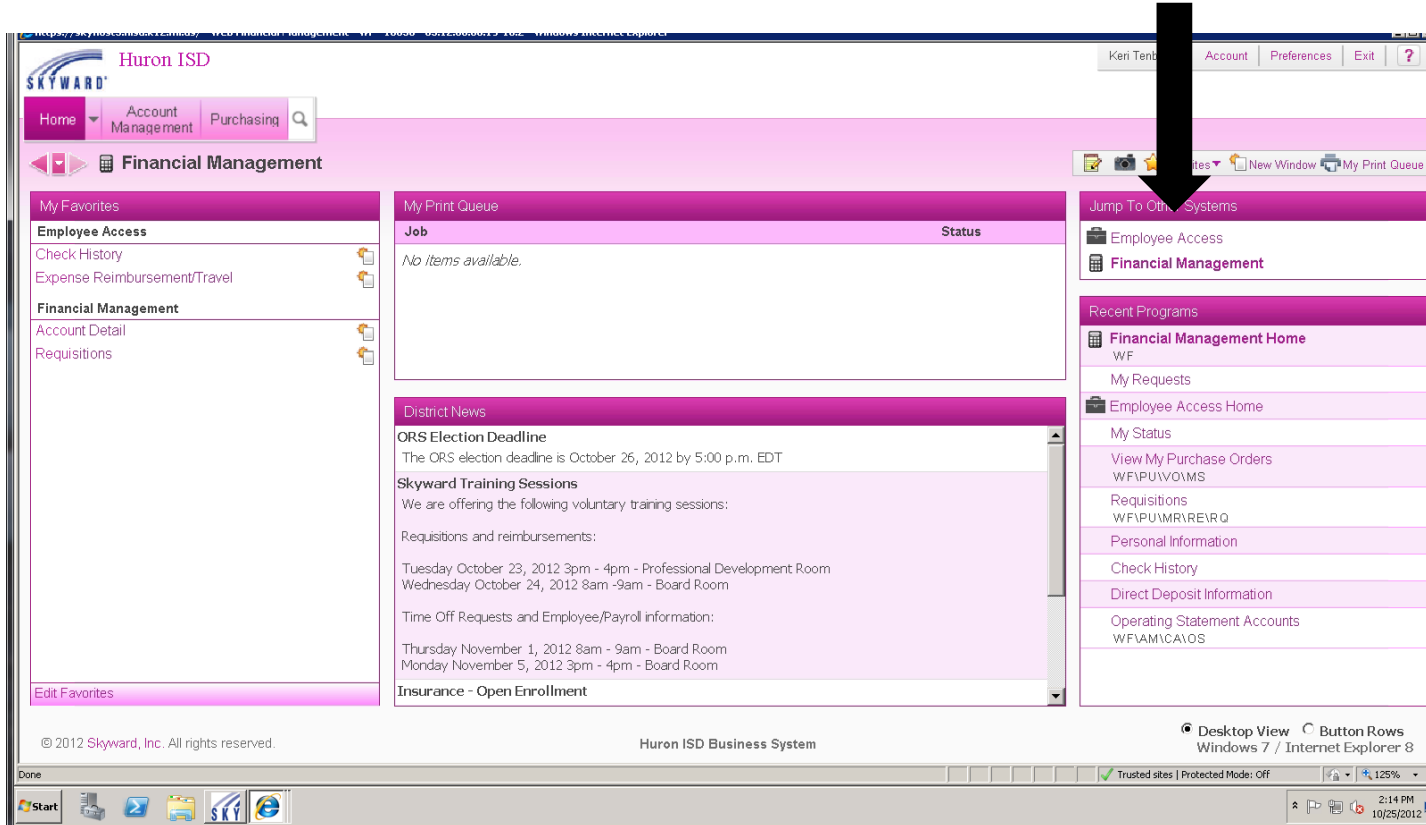 Huron ISD
SKYWARD
Keri Account Preferences Exit ?
Home Account Management Purchasing
Financial Management
New Window My Print Queue
My Favorites
Employee Access
Check History
Expense Reimbursement/Travel
Financial Management
Account Detail
Requisitions
Edit Favorites
My Print Queue
Job Status
No items available.
District News
ORS Election Deadline
The ORS election deadline is October 26, 2012 by 5:00 p.m. EDT
Skyward Training Sessions
We are offering the following voluntary training sessions:
Requisitions and reimbursements:
Tuesday October 23, 2012 3pm - 4pm - Professional Development Room
Wednesday October 24, 2012 8am -9am - Board Room
Time Off Requests and Employee/Payroll information:
Thursday November 1, 2012 8am - 9am - Board Room
Monday November 5, 2012 3pm - 4pm - Board Room
Insurance - Open Enrollment
Jump To Other Systems
Employee Access
Financial Management
Recent Programs
Financial Management Home
WF
My Requests
Employee Access Home
My Status
View My Purchase Orders
WF\PU\VO\MS
Requisitions
WF\PU\MR\RE\RQ
Personal Information
Check History
Direct Deposit Information
Operating Statement Accounts
WF\AM\CA\OS
© 2012 Skyward, Inc. All rights reserved.
Huron ISD Business System
Desktop View Button Rows
Windows 7 / Internet Explorer 8
Done
Trusted sites | Protected Mode: Off
125%
Start
SKY
2:14 PM
10/25/2012